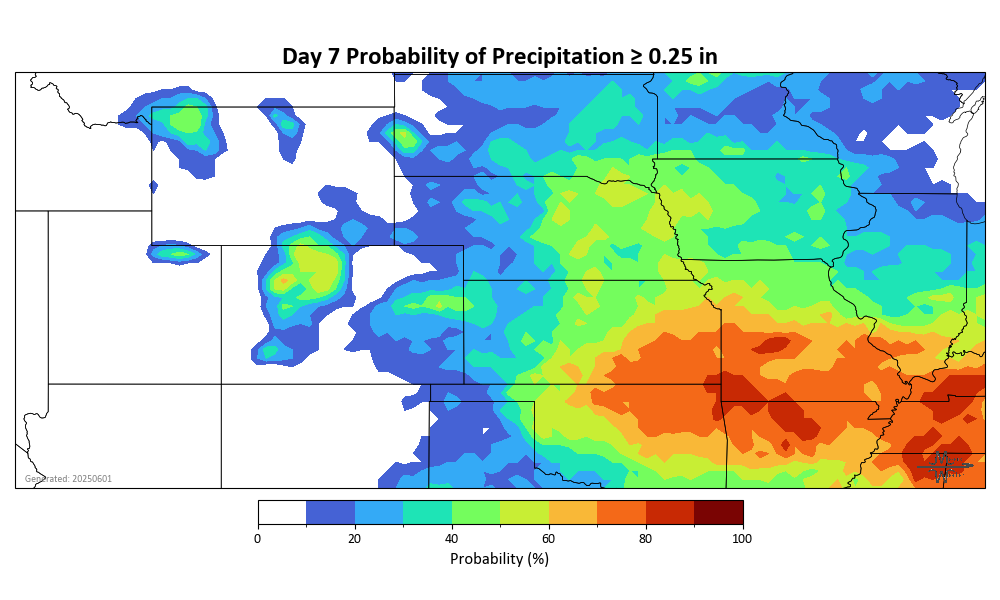 Day 7 Probability of Precipitation ≥ 0.25 in
Generated: 20250601
0 20 40 60 80 100
Probability (%)